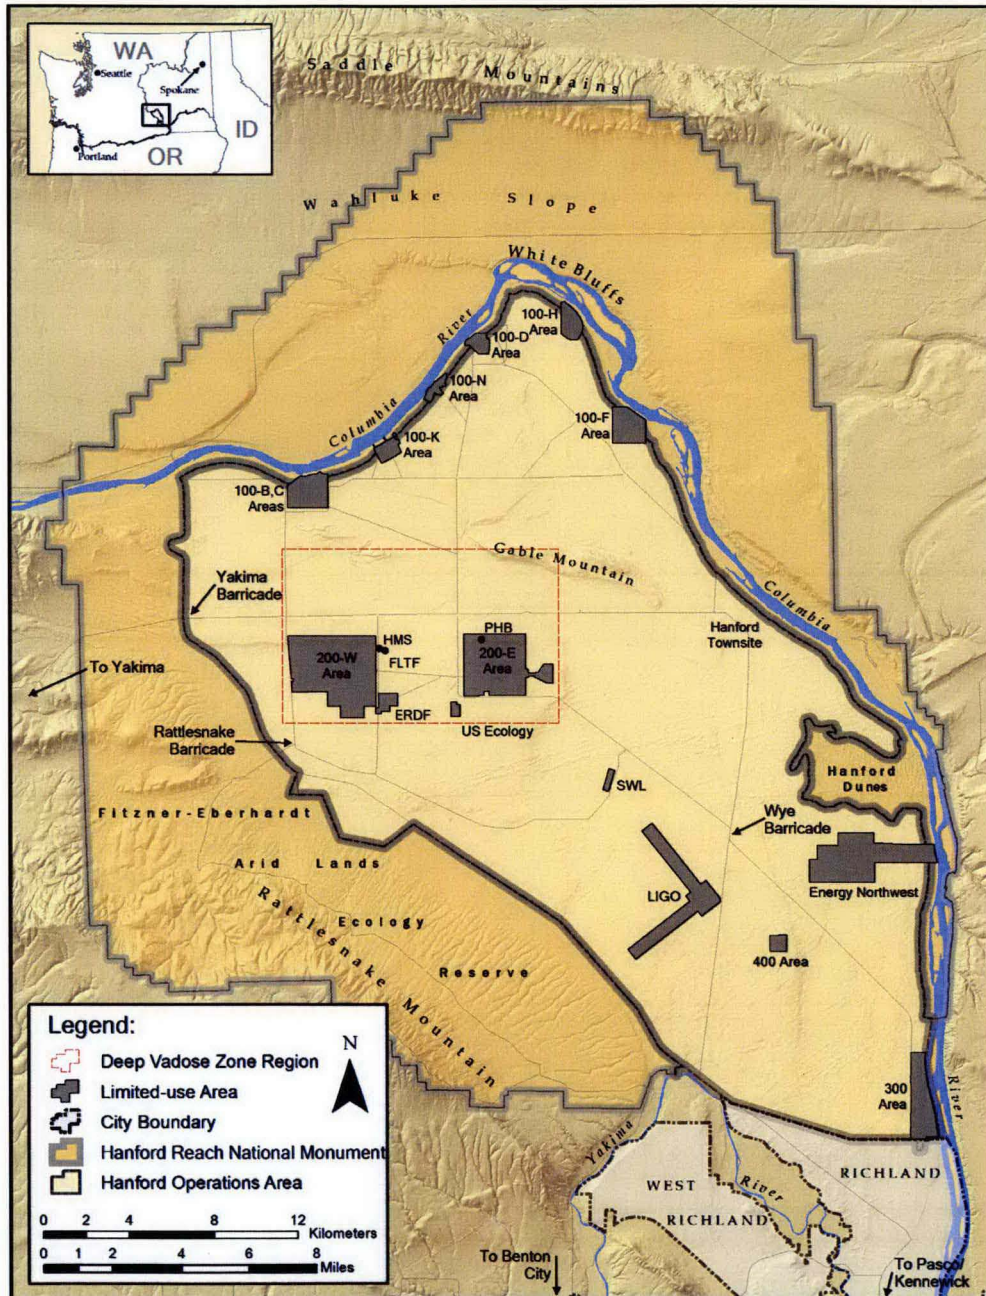 WA
Seattle
Spokane
ID
OR
Portland
Saddle Mountains
Wahluke Slope
White Bluffs
Columbia River
100-H
Area
100-D
Area
100-N
Area
100-F
Area
100-K
Area
100-B,C
Areas
Gable Mountain
Columbia
River
Yakima
Barricade
Hanford
Townsite
To Yakima
HMS
FLTF
200-W
Area
PHB
200-E
Area
ERDF
US Ecology
Rattlesnake
Barricade
SWL
Hanford
Dunes
Wye
Barricade
Fitzner-Eberhardt
Arid Lands
Ecology
Reserve
Rattlesnake Mountain
LIGO
Energy Northwest
400 Area
300
Area
Legend:
N
Deep Vadose Zone Region
Limited-use Area
City Boundary
Hanford Reach National Monument
Hanford Operations Area
0 2 4 6 8 12
Kilometers
0 1 2 4 6 8
Miles
Yakima
River
WEST
RICHLAND
RICHLAND
To Benton
City
To Pasco/
Kennewick